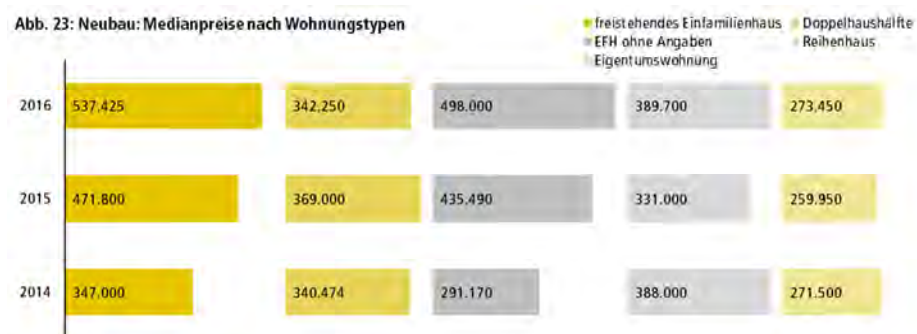 Abb. 23: Neubau: Medianpreise nach Wohnungstypen
freistehendes Einfamilienhaus Doppelhaushälfte
EFH ohne Angaben Reihenhaus
Eigentumswohnung
2016 537.425 342.250 498.000 389.700 273.450
2015 471.800 369.000 435.490 331.000 259.950
2014 347.000 340.474 291.170 388.000 271.500